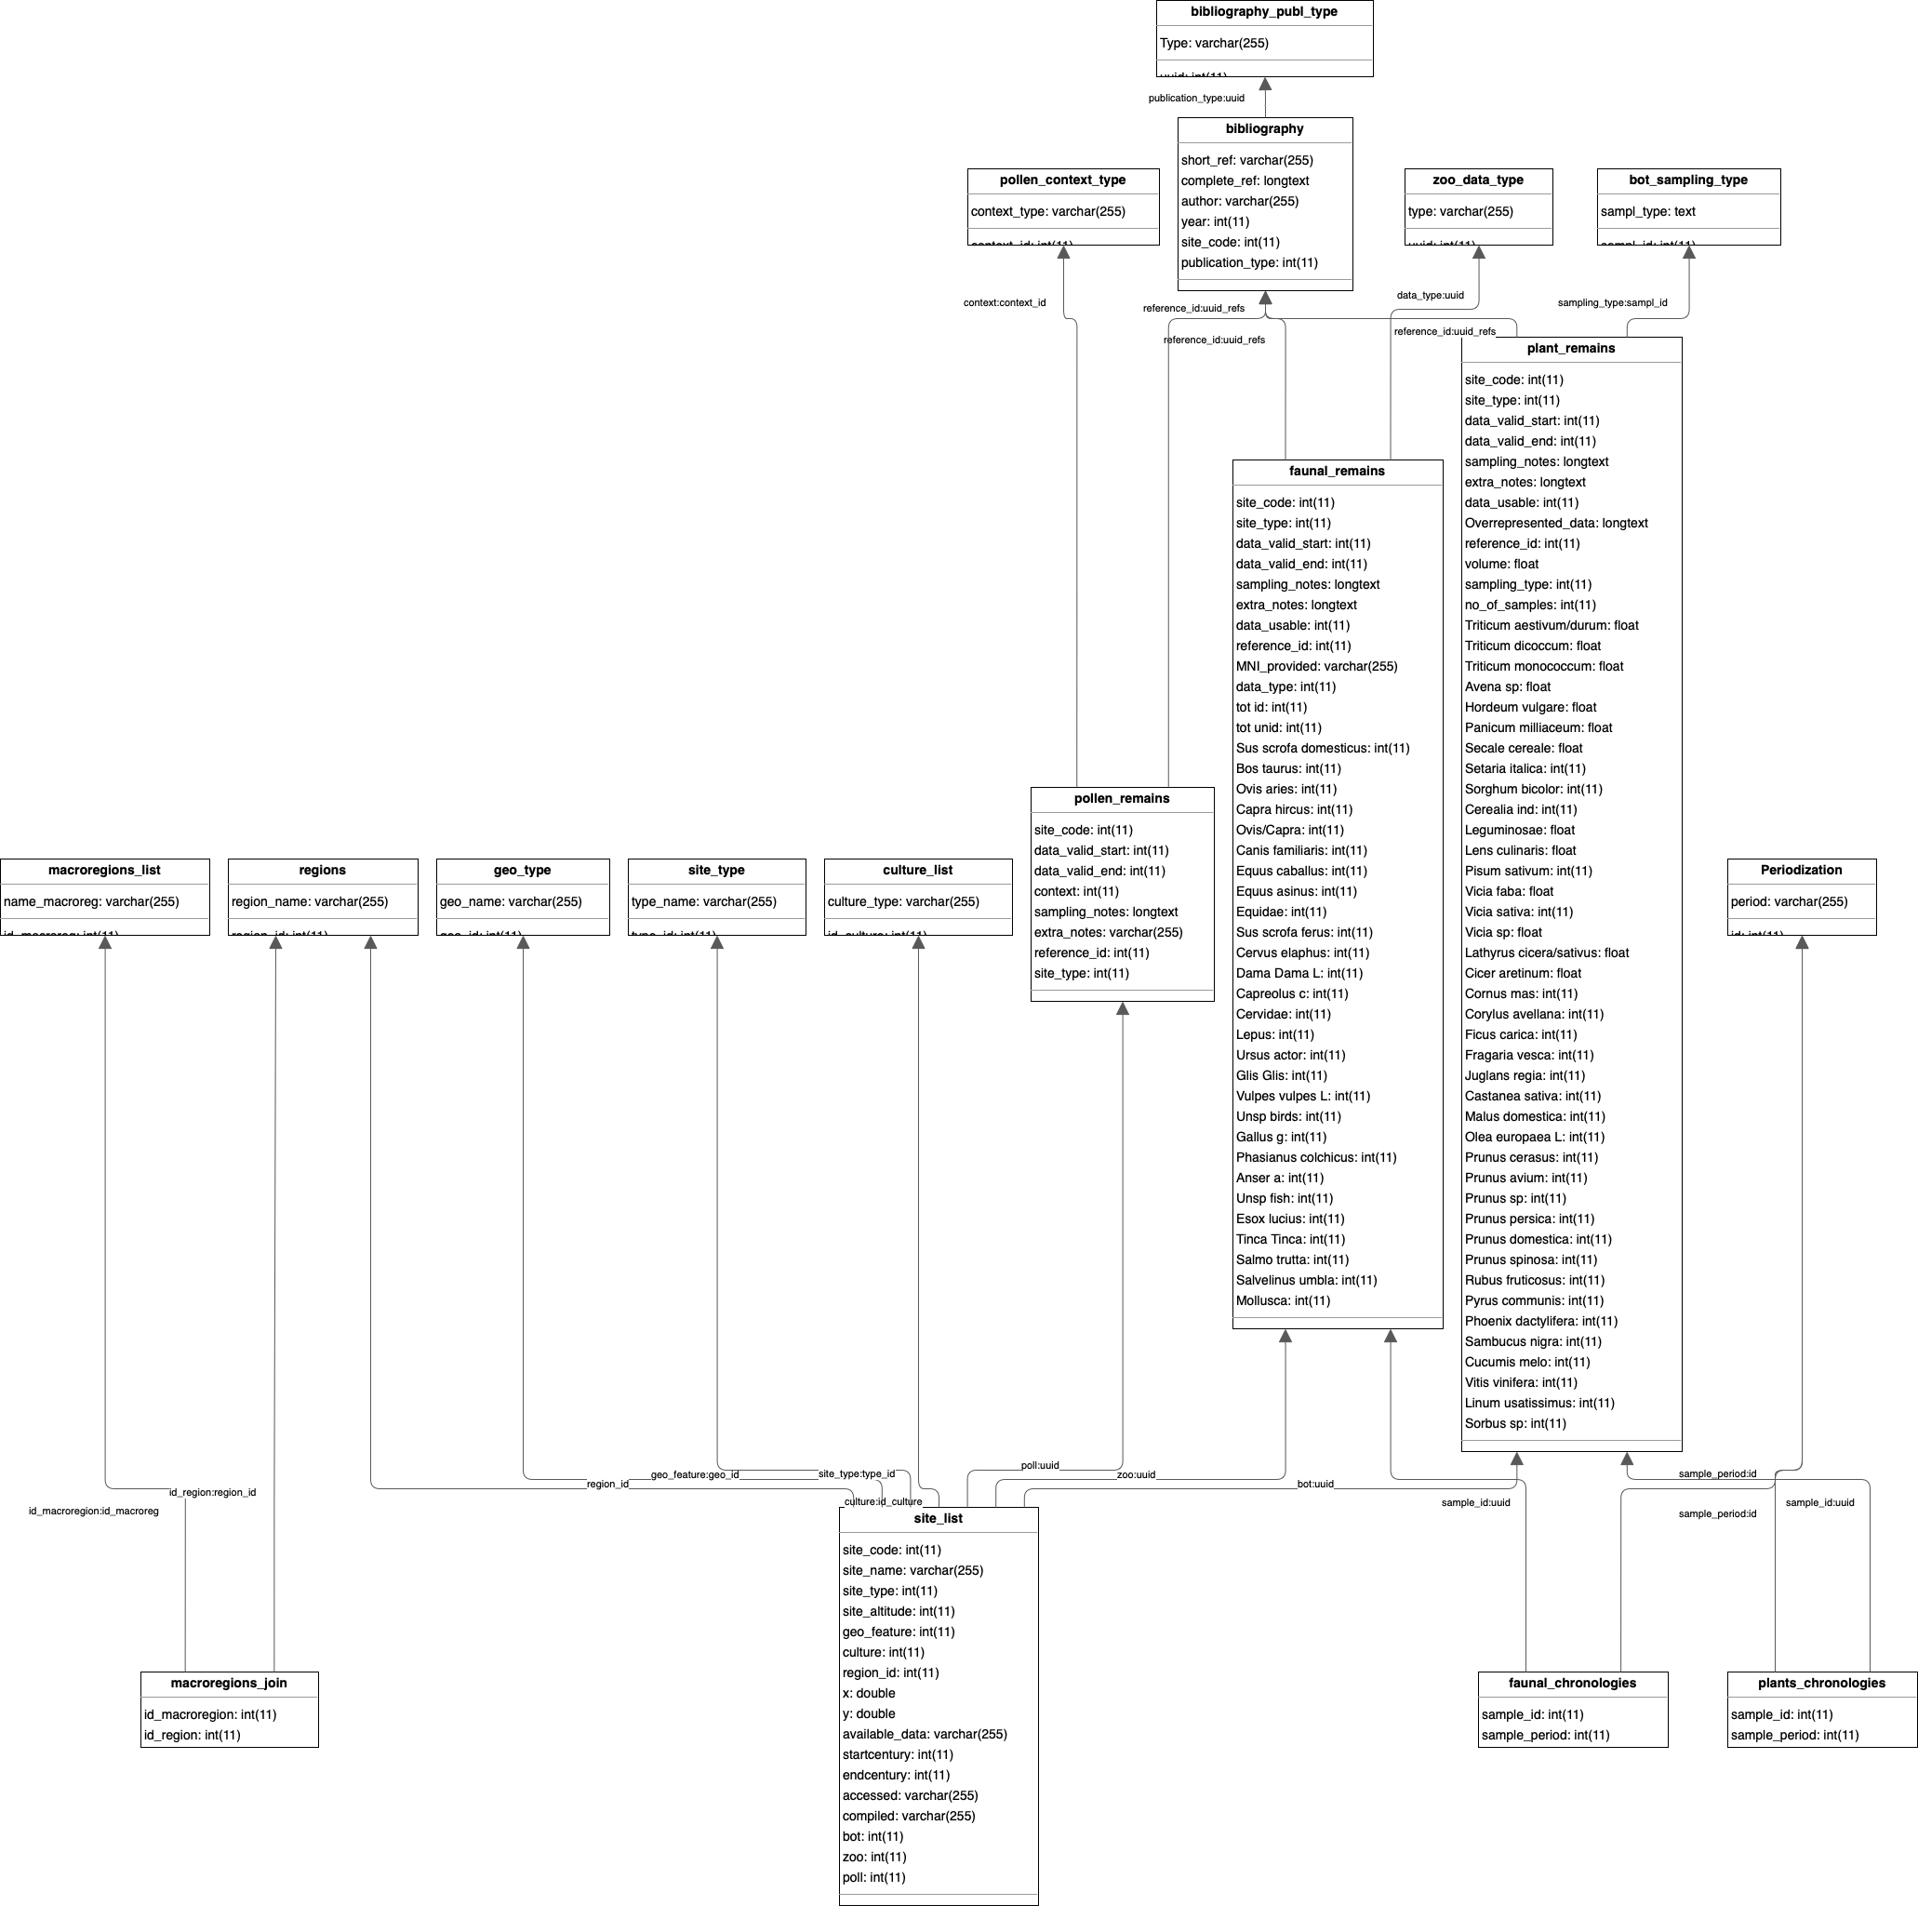 bibliography_publ_type
Type: varchar(255)
uuid: int(11)
publication_type:uuid
bibliography
short_ref: varchar(255)
complete_ref: longtext
author: varchar(255)
year: int(11)
site_code: int(11)
publication_type: int(11)
pollen_context_type
context_type: varchar(255)
context_id: int(11)
zoo_data_type
type: varchar(255)
uuid: int(11)
bot_sampling_type
sampl_type: text
sampl_id: int(11)
context:context_id
reference_id:uuid_refs
reference_id:uuid_refs
data_type:uuid
reference_id:uuid_refs
sampling_type:sampl_id
plant_remains
site_code: int(11)
site_type: int(11)
data_valid_start: int(11)
data_valid_end: int(11)
sampling_notes: longtext
extra_notes: longtext
data_usable: int(11)
Overrepresented_data: longtext
reference_id: int(11)
volume: float
sampling_type: int(11)
no_of_samples: int(11)
Triticum aestivum/durum: float
Triticum dicoccum: float
Triticum monococcum: float
Avena sp: float
Hordeum vulgare: float
Panicum milliaceum: float
Secale cereale: float
Setaria italica: int(11)
Sorghum bicolor: int(11)
Cerealia ind: int(11)
Leguminosae: float
Lens culinaris: float
Pisum sativum: int(11)
Vicia faba: float
Vicia sativa: int(11)
Vicia sp: float
Lathyrus cicera/sativus: float
Cicer aretinum: float
Cornus mas: int(11)
Corylus avellana: int(11)
Ficus carica: int(11)
Fragaria vesca: int(11)
Juglans regia: int(11)
Castanea sativa: int(11)
Malus domestica: int(11)
Olea europaea L: int(11)
Prunus cerasus: int(11)
Prunus avium: int(11)
Prunus sp: int(11)
Prunus persica: int(11)
Prunus domestica: int(11)
Prunus spinosa: int(11)
Rubus fruticosus: int(11)
Pyrus communis: int(11)
Phoenix dactylifera: int(11)
Sambucus nigra: int(11)
Cucumis melo: int(11)
Vitis vinifera: int(11)
Linum usatissimus: int(11)
Sorbus sp: int(11)
faunal_remains
site_code: int(11)
site_type: int(11)
data_valid_start: int(11)
data_valid_end: int(11)
sampling_notes: longtext
extra_notes: longtext
data_usable: int(11)
reference_id: int(11)
MNI_provided: varchar(255)
data_type: int(11)
tot id: int(11)
tot unid: int(11)
Sus scrofa domesticus: int(11)
Bos taurus: int(11)
Ovis aries: int(11)
Capra hircus: int(11)
Ovis/Capra: int(11)
Canis familiaris: int(11)
Equus caballus: int(11)
Equus asinus: int(11)
Equidae: int(11)
Sus scrofa ferus: int(11)
Cervus elaphus: int(11)
Dama Dama L: int(11)
Capreolus c: int(11)
Cervidae: int(11)
Lepus: int(11)
Ursus actor: int(11)
Glis Glis: int(11)
Vulpes vulpes L: int(11)
Unsp birds: int(11)
Gallus g: int(11)
Phasianus colchicus: int(11)
Anser a: int(11)
Unsp fish: int(11)
Esox lucius: int(11)
Tinca Tinca: int(11)
Salmo trutta: int(11)
Salvelinus umbla: int(11)
Mollusca: int(11)
pollen_remains
site_code: int(11)
data_valid_start: int(11)
data_valid_end: int(11)
context: int(11)
sampling_notes: longtext
extra_notes: varchar(255)
reference_id: int(11)
site_type: int(11)
macroregions_list
name_macroreg: varchar(255)
id_macroreg: int(11)
regions
region_name: varchar(255)
region_id: int(11)
geo_type
geo_name: varchar(255)
geo_id: int(11)
site_type
type_name: varchar(255)
type_id: int(11)
culture_list
culture_type: varchar(255)
id_culture: int(11)
Periodization
period: varchar(255)
id: int(11)
id_macroregion:id_macroreg
id_region:region_id
region_id
geo_feature:geo_id
site_type:type_id
culture:id_culture
poll:uuid
zoo:uuid
bot:uuid
sample_id:uuid
sample_period:id
sample_period:id
sample_id:uuid
site_list
site_code: int(11)
site_name: varchar(255)
site_type: int(11)
site_altitude: int(11)
geo_feature: int(11)
culture: int(11)
region_id: int(11)
x: double
y: double
available_data: varchar(255)
startcentury: int(11)
endcentury: int(11)
accessed: varchar(255)
compiled: varchar(255)
bot: int(11)
zoo: int(11)
poll: int(11)
macroregions_join
id_macroregion: int(11)
id_region: int(11)
faunal_chronologies
sample_id: int(11)
sample_period: int(11)
plants_chronologies
sample_id: int(11)
sample_period: int(11)